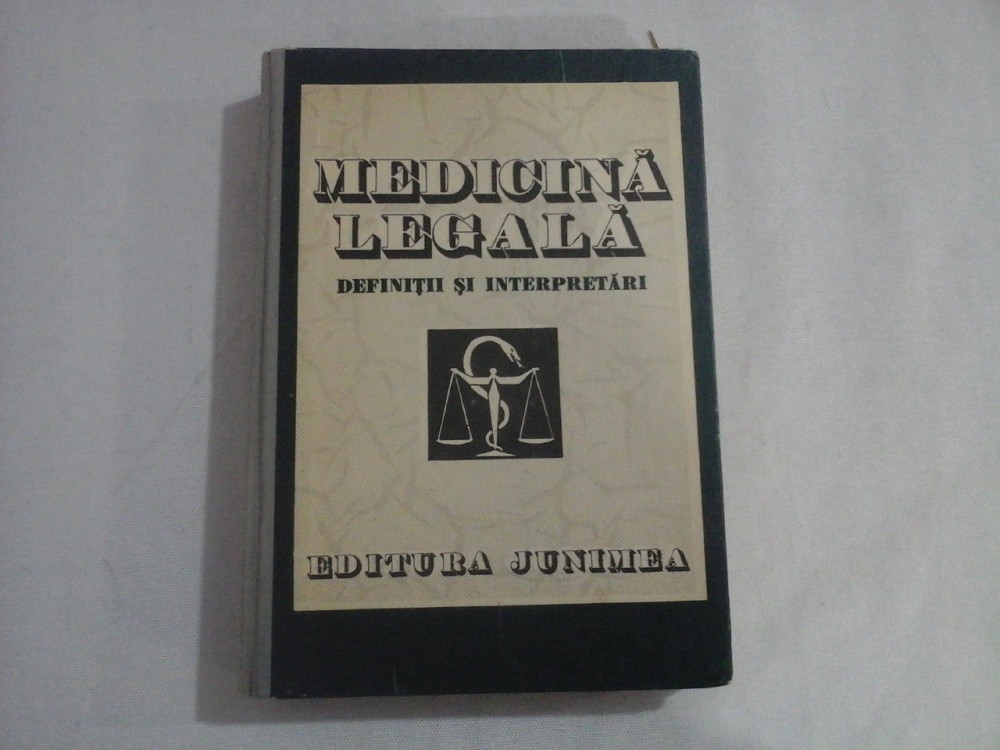 MEDICINĂ
LEGALĂ
DEFINIŢII ŞI INTERPRETĂRI
EDITURA JUNIMEA